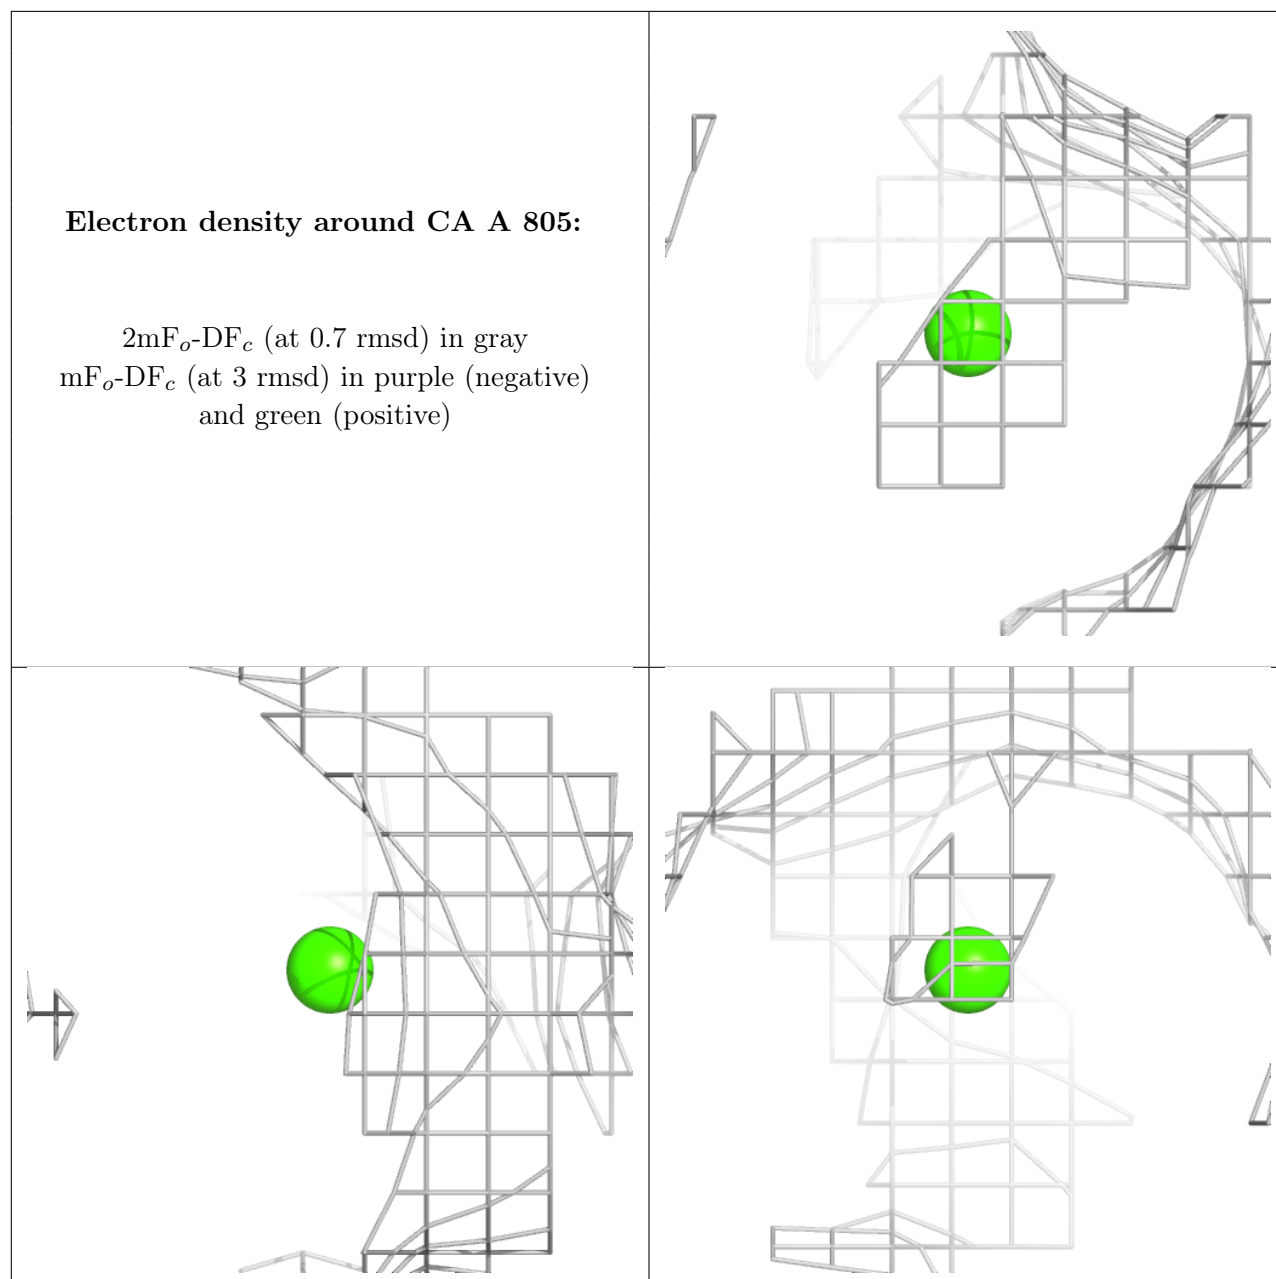 Electron density around CA A 805:
2mFo-DFc (at 0.7 rmsd) in gray
mFo-DFc (at 3 rmsd) in purple (negative)
and green (positive)